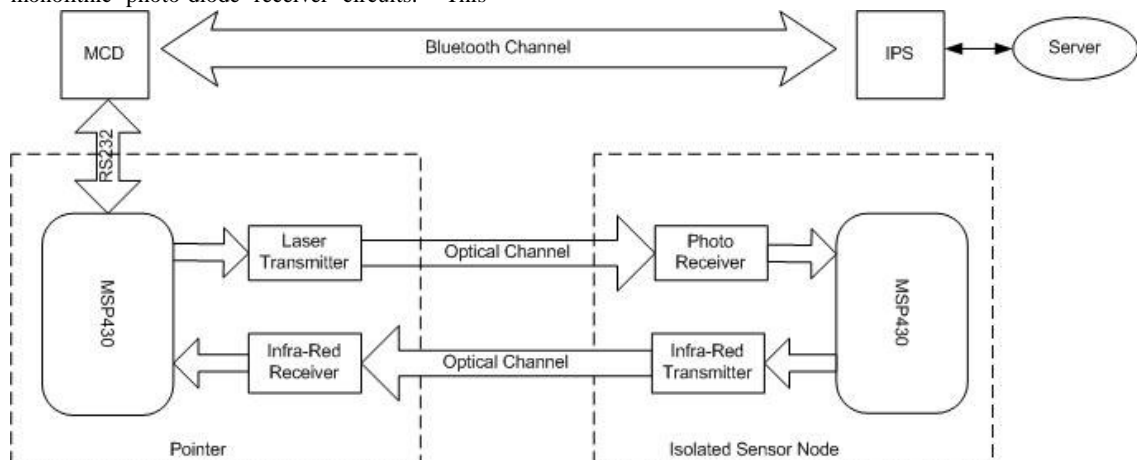 monolithic photo-diode receiver circuits. This
MCD
Bluetooth Channel
IPS
Server
RS232
MSP430
Laser
Transmitter
Optical Channel
Photo
Receiver
MSP430
Infra-Red
Receiver
Optical Channel
Infra-Red
Transmitter
Pointer
Isolated Sensor Node